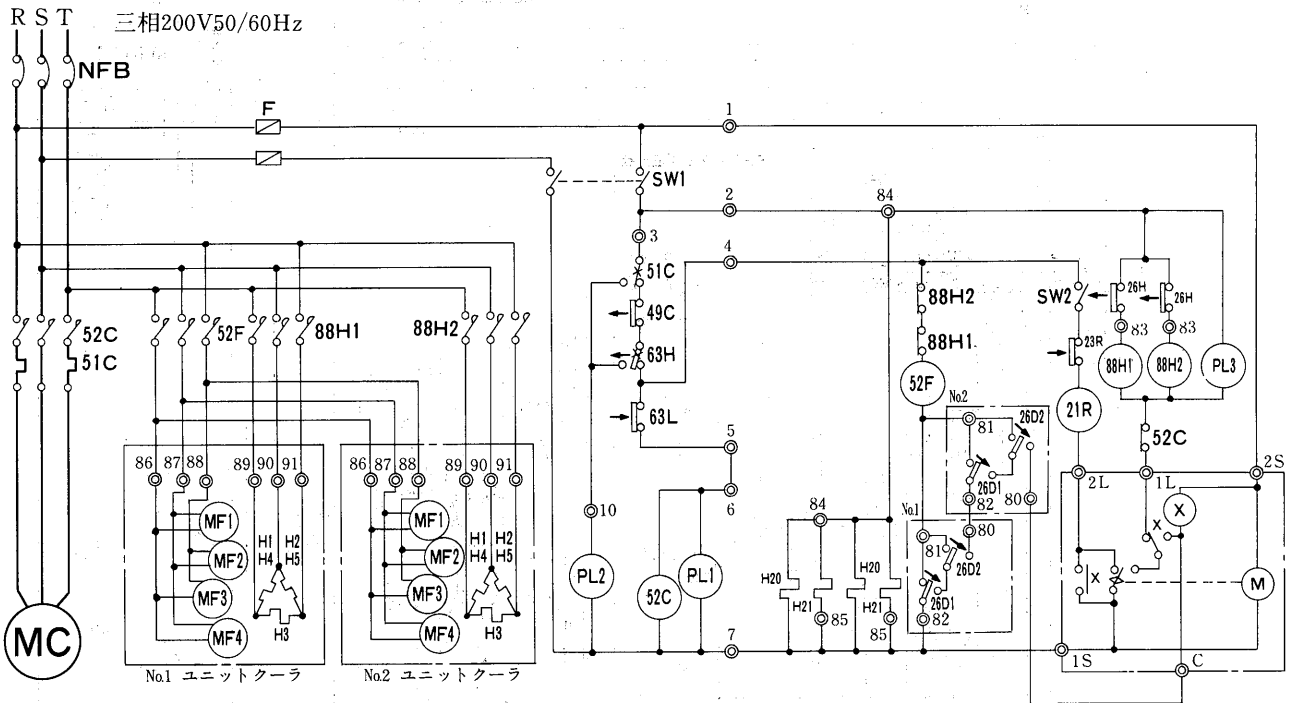 R S T 三相200V50/60Hz
NFB
F
1
SW1
2
84
3
4
51C
49C
63H
63L
88H2
88H1
52F
SW2
26H
26H
23R
83
83
88H1
88H2
PL3
21R
52C
52C
51C
52F
88H1
88H2
5
6
10
PL2
52C
PL1
7
No.2
81
26D2
26D1
82
80
No.1
80
81
26D2
26D1
82
84
H20
H21
85
H20
H21
85
2L
1L
2S
X
X
X
M
1S
C
86 87 88 89 90 91
MF1
MF2
MF3
MF4
H1
H4
H2
H5
H3
86 87 88 89 90 91
MF1
MF2
MF3
MF4
H1
H4
H2
H5
H3
MC
No.1 ユニットクーラ
No.2 ユニットクーラ